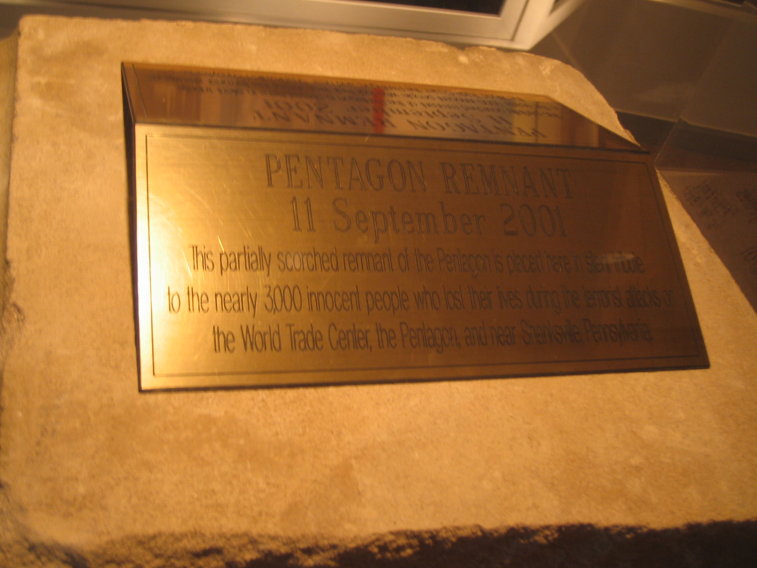 PENTAGON REMNANT
11 September 2001
This partially scorched remnant of the Pentagon is placed here in silent tribute
to the nearly 3,000 innocent people who lost their lives during the terrorist attacks on
the World Trade Center, the Pentagon, and near Shanksville Pennsylvania